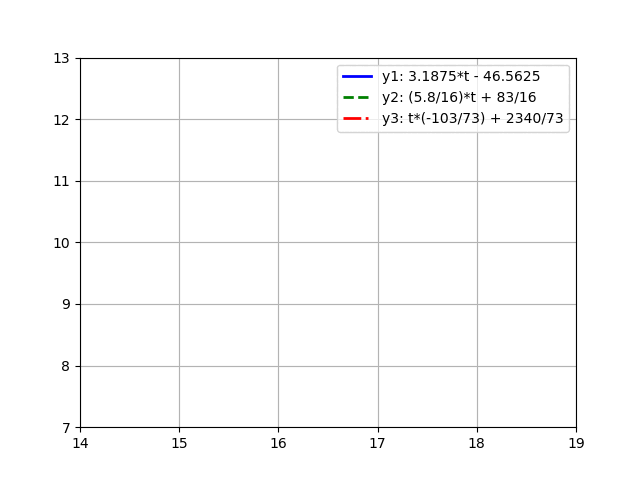 13
12
11
10
9
8
7
14 15 16 17 18 19
y1: 3.1875*t - 46.5625
y2: (5.8/16)*t + 83/16
y3: t*(-103/73) + 2340/73